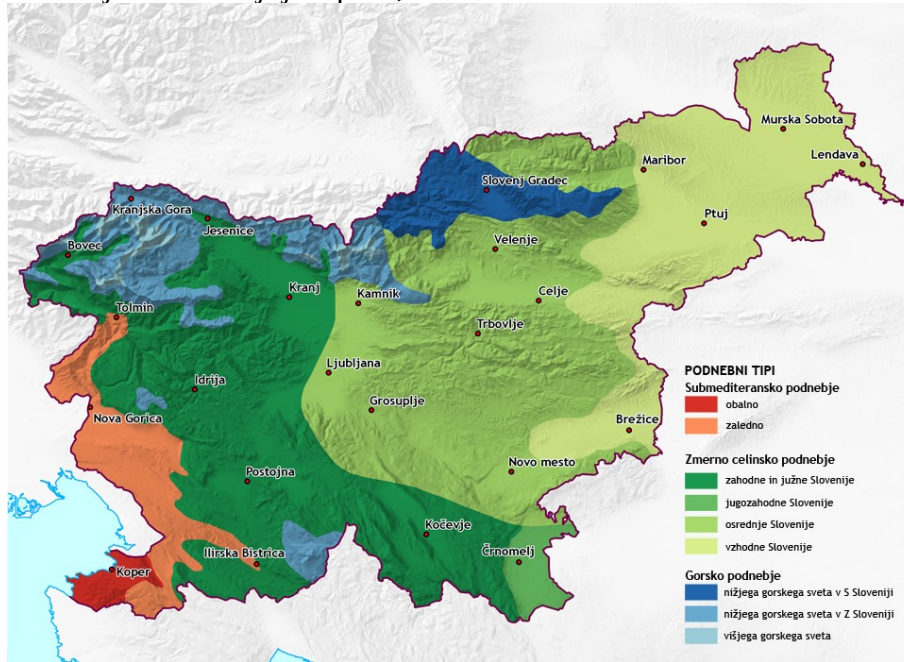 Murska Sobota
Lendava
Maribor
Slovenj Gradec
Kranjska Gora
Ptuj
Jesenice
Velenje
Bovec
Kranj
Kamnik
Celje
Tolmin
Trbovlje
Ljubljana
Idrija
Grosuplje
Nova Gorica
Brežice
Novo mesto
Postojna
Kočevje
Črnomelj
Ilirska Bistrica
Koper
PODNEBNI TIPI
Submediteransko podnebje
obalno
zaledno
Zmerno celinsko podnebje
zahodne in južne Slovenije
jugozahodne Slovenije
osrednje Slovenije
vzhodne Slovenije
Gorsko podnebje
nižjega gorskega sveta v S Sloveniji
nižjega gorskega sveta v Z Sloveniji
višjega gorskega sveta